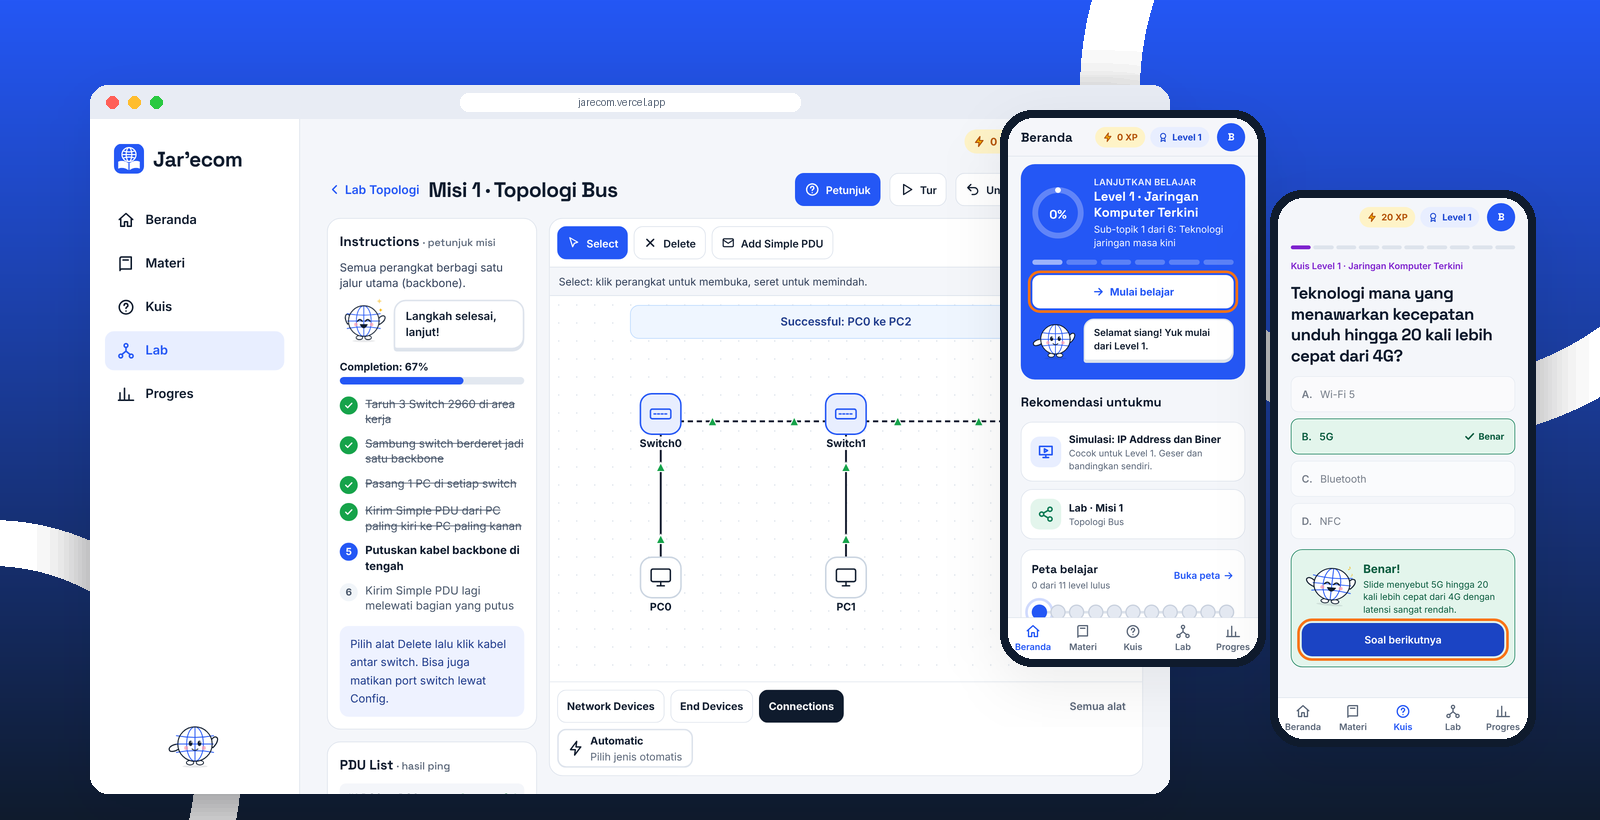 jarecom.vercel.app
Jar'ecom
Beranda
Materi
Kuis
Lab
Progres
0
Lab Topologi
Misi 1 · Topologi Bus
Petunjuk
Tur
Un
Instructions · petunjuk misi
Semua perangkat berbagi satu
jalur utama (backbone).
Langkah selesai,
lanjut!
Completion: 67%
Taruh 3 Switch 2960 di area
kerja
Sambung switch berderet jadi
satu backbone
Pasang 1 PC di setiap switch
Kirim Simple PDU dari PC
paling kiri ke PC paling kanan
5 Putuskan kabel backbone di
tengah
6 Kirim Simple PDU lagi
melewati bagian yang putus
Pilih alat Delete lalu klik kabel
antar switch. Bisa juga
matikan port switch lewat
Config.
PDU List · hasil ping
Select
Delete
Add Simple PDU
Select: klik perangkat untuk membuka, seret untuk memindah.
Successful: PC0 ke PC2
Switch0
Switch1
PC0
PC1
Network Devices
End Devices
Connections
Semua alat
Automatic
Pilih jenis otomatis
Beranda
0 XP
Level 1
B
0%
LANJUTKAN BELAJAR
Level 1 · Jaringan
Komputer Terkini
Sub-topik 1 dari 6: Teknologi
jaringan masa kini
Mulai belajar
Selamat siang! Yuk mulai
dari Level 1.
Rekomendasi untukmu
Simulasi: IP Address dan Biner
Cocok untuk Level 1. Geser dan
bandingkan sendiri.
Lab · Misi 1
Topologi Bus
Peta belajar
0 dari 11 level lulus
Buka peta
Beranda
Materi
Kuis
Lab
Progres
20 XP
Level 1
B
Kuis Level 1 · Jaringan Komputer Terkini
Teknologi mana yang
menawarkan kecepatan
unduh hingga 20 kali lebih
cepat dari 4G?
A. Wi-Fi 5
B. 5G
Benar
C. Bluetooth
D. NFC
Benar!
Slide menyebut 5G hingga 20
kali lebih cepat dari 4G dengan
latensi sangat rendah.
Soal berikutnya
Beranda
Materi
Kuis
Lab
Progres